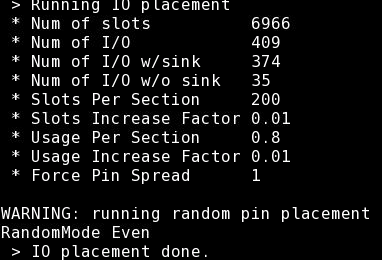 > Running IO placement
* Num of slots 6966
* Num of I/O 409
* Num of I/O w/sink 374
* Num of I/O w/o sink 35
* Slots Per Section 200
* Slots Increase Factor 0.01
* Usage Per Section 0.8
* Usage Increase Factor 0.01
* Force Pin Spread 1
WARNING: running random pin placement
RandomMode Even
> IO placement done.